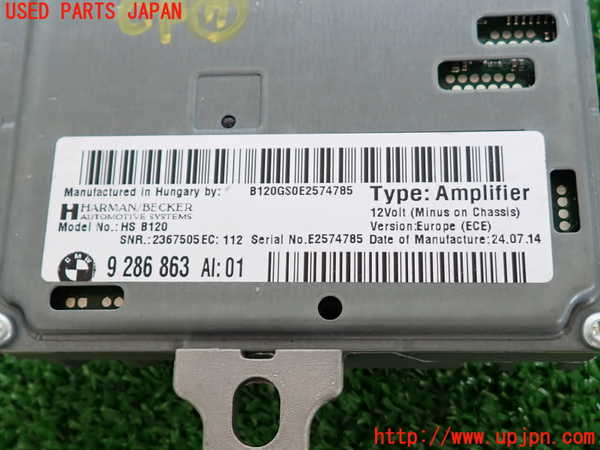 USED PARTS JAPAN
Manufactured in Hungary by:
B120GS0E2574785
HARMAN/BECKER
AUTOMOTIVE SYSTEMS
Model No.: HS B120
SNR.: 2367505 EC: 112
Serial No.E2574785
Type: Amplifier
12Volt (Minus on Chassis)
Version: Europe (ECE)
Date of Manufacture: 24.07.14
BMW
9 286 863 AI: 01
http://www.upjpn.com/